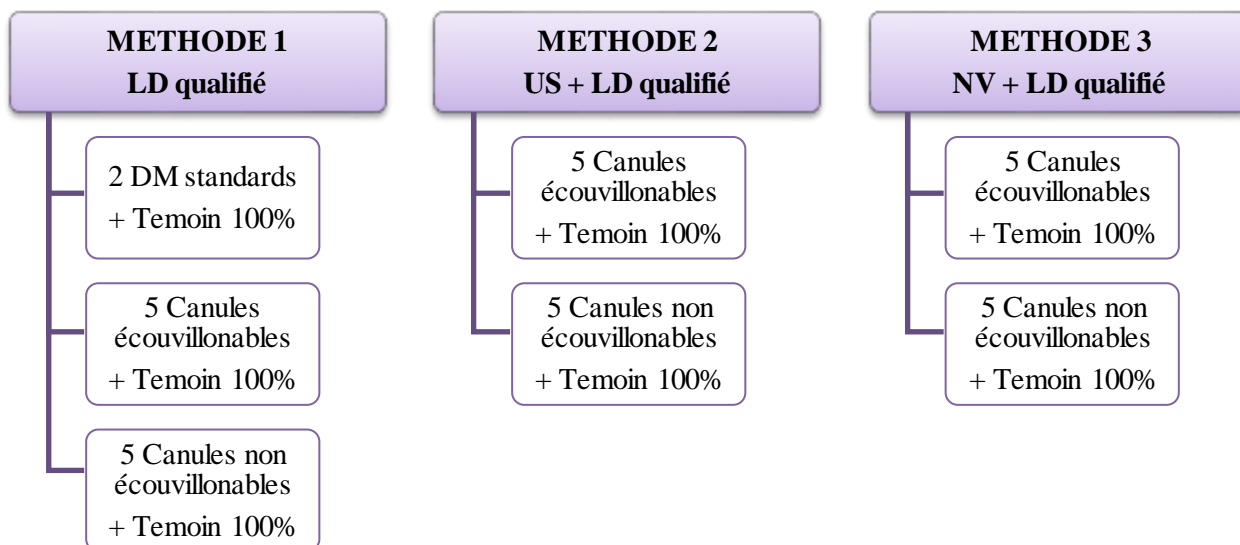 METHODE 1
LD qualifié
2 DM standards
+ Temoin 100%
5 Canules
écouvillonables
+ Temoin 100%
5 Canules non
écouvillonables
+ Temoin 100%
METHODE 2
US + LD qualifié
5 Canules
écouvillonables
+ Temoin 100%
5 Canules non
écouvillonables
+ Temoin 100%
METHODE 3
NV + LD qualifié
5 Canules
écouvillonables
+ Temoin 100%
5 Canules non
écouvillonables
+ Temoin 100%